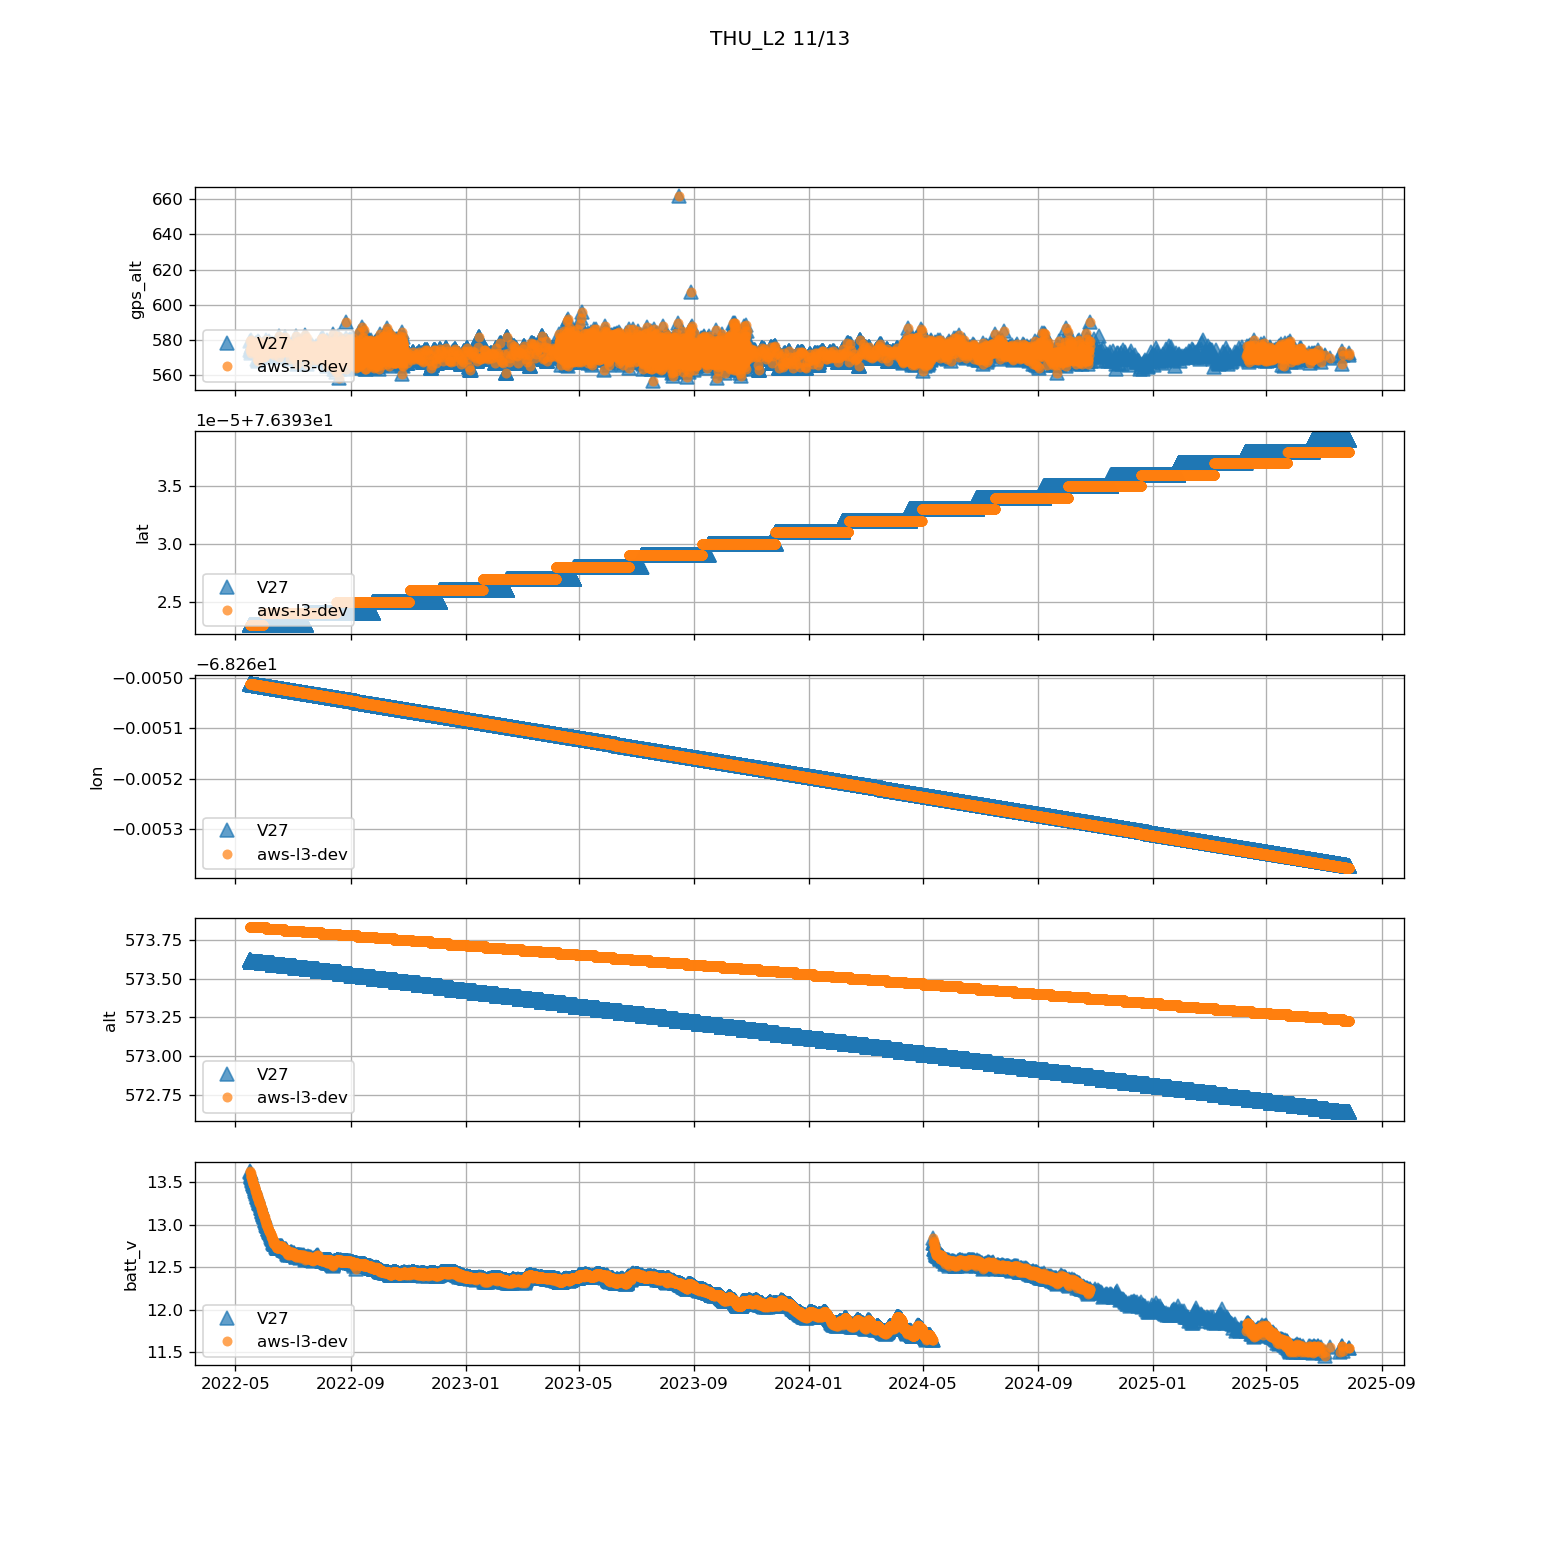 THU_L2 11/13
660
640
620
600
580
560
gps_alt
V27
aws-l3-dev
1e−5+7.6393e1
3.5
3.0
2.5
lat
V27
aws-l3-dev
−6.826e1
−0.0050
−0.0051
−0.0052
−0.0053
lon
V27
aws-l3-dev
573.75
573.50
573.25
573.00
572.75
alt
V27
aws-l3-dev
13.5
13.0
12.5
12.0
11.5
batt_v
V27
aws-l3-dev
2022-05 2022-09 2023-01 2023-05 2023-09 2024-01 2024-05 2024-09 2025-01 2025-05 2025-09